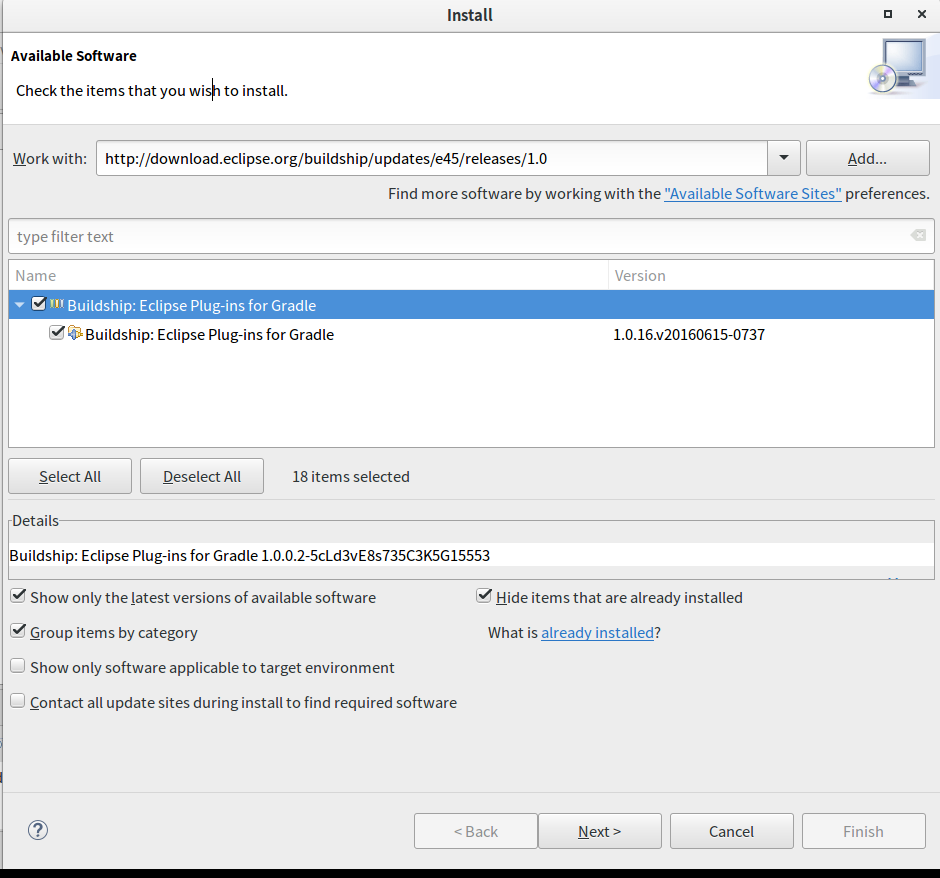 Install
Available Software
Check the items that you wish to install.
Work with: http://download.eclipse.org/buildship/updates/e45/releases/1.0 Add...
Find more software by working with the "Available Software Sites" preferences.
type filter text
Name Version
Buildship: Eclipse Plug-ins for Gradle
Buildship: Eclipse Plug-ins for Gradle 1.0.16.v20160615-0737
Select All Deselect All 18 items selected
Details
Buildship: Eclipse Plug-ins for Gradle 1.0.0.2-5cLd3vE8s735C3K5G15553
Show only the latest versions of available software Hide items that are already installed
Group items by category What is already installed?
Show only software applicable to target environment
Contact all update sites during install to find required software
? < Back Next > Cancel Finish